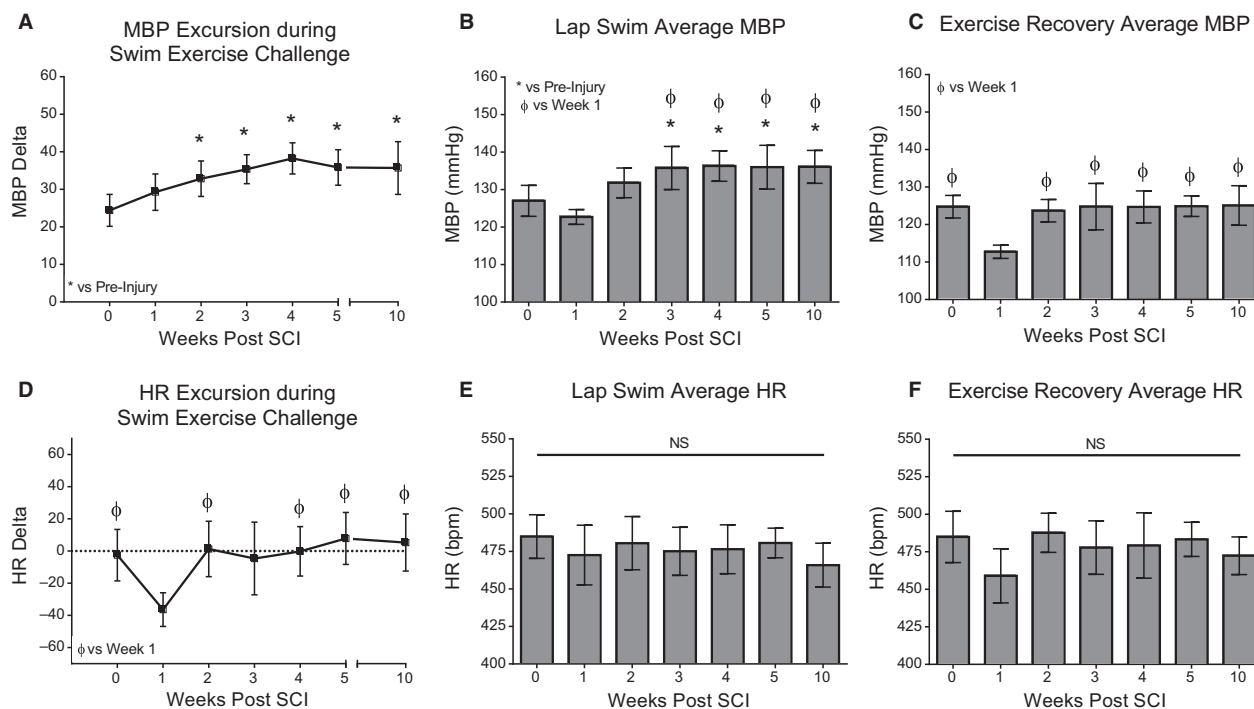 A
MBP Excursion during
Swim Exercise Challenge
60
50
40
30
20
10
0
MBP Delta
* * * * *
* vs Pre-Injury
0 1 2 3 4 5 10
Weeks Post SCI
B
Lap Swim Average MBP
* vs Pre-Injury
ϕ vs Week 1
160
150
140
130
120
110
100
MBP (mmHg)
ϕ ϕ ϕ ϕ
* * * *
0 1 2 3 4 5 10
Weeks Post SCI
C
Exercise Recovery Average MBP
ϕ vs Week 1
160
150
140
130
120
110
100
MBP (mmHg)
ϕ ϕ ϕ ϕ ϕ ϕ
0 1 2 3 4 5 10
Weeks Post SCI
D
HR Excursion during
Swim Exercise Challenge
60
40
20
0
−20
−40
−60
HR Delta
ϕ ϕ ϕ ϕ ϕ
ϕ vs Week 1
0 1 2 3 4 5 10
Weeks Post SCI
E
Lap Swim Average HR
550
525
500
475
450
425
400
HR (bpm)
NS
0 1 2 3 4 5 10
Weeks Post SCI
F
Exercise Recovery Average HR
550
525
500
475
450
425
400
HR (bpm)
NS
0 1 2 3 4 5 10
Weeks Post SCI